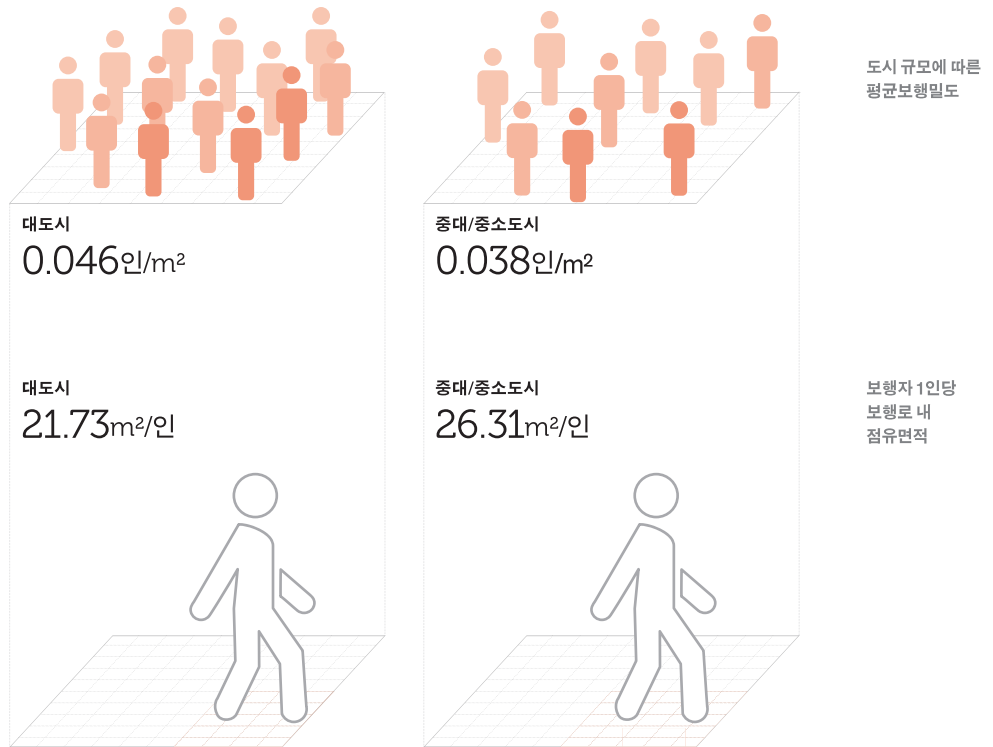 도시 규모에 따른
평균보행밀도
대도시
0.046인/m²
중대/중소도시
0.038인/m²
대도시
21.73m²/인
중대/중소도시
26.31m²/인
보행자 1인당
보행로 내
점유면적